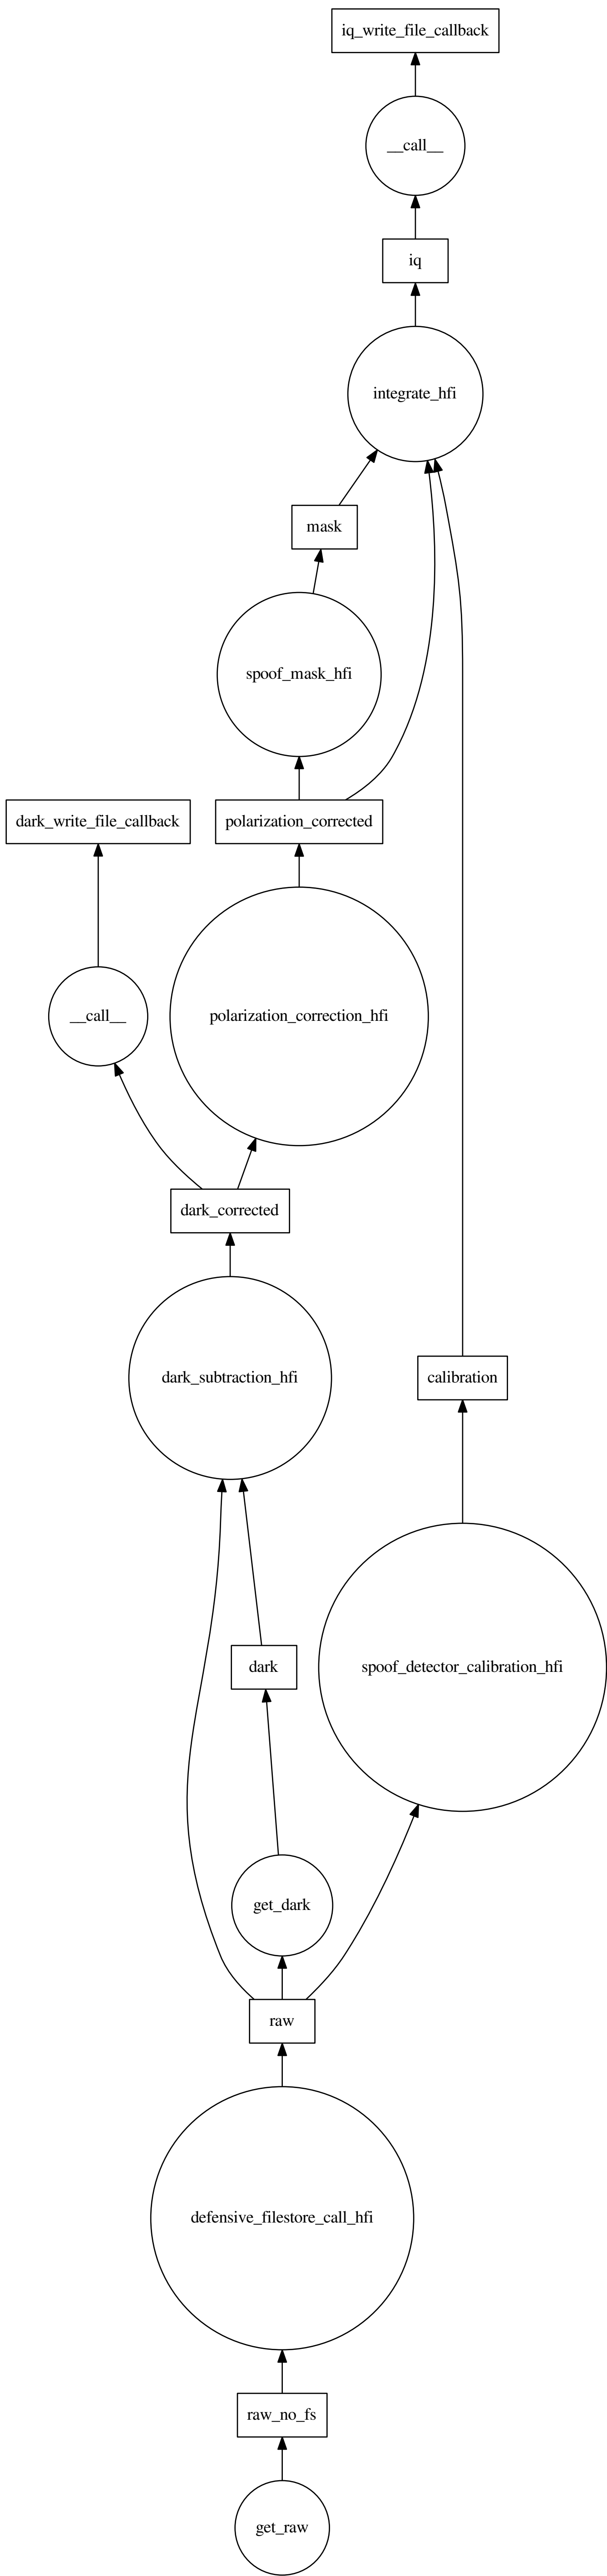 iq_write_file_callback
__call__
iq
integrate_hfi
mask
spoof_mask_hfi
dark_write_file_callback
polarization_corrected
__call__
polarization_correction_hfi
dark_corrected
dark_subtraction_hfi
calibration
dark
spoof_detector_calibration_hfi
get_dark
raw
defensive_filestore_call_hfi
raw_no_fs
get_raw